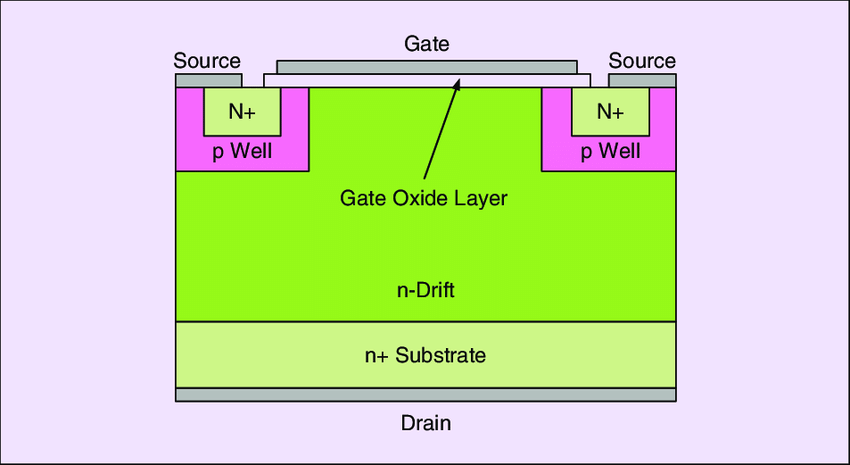 Gate
Source
Source
N+
N+
p Well
p Well
Gate Oxide Layer
n-Drift
n+ Substrate
Drain